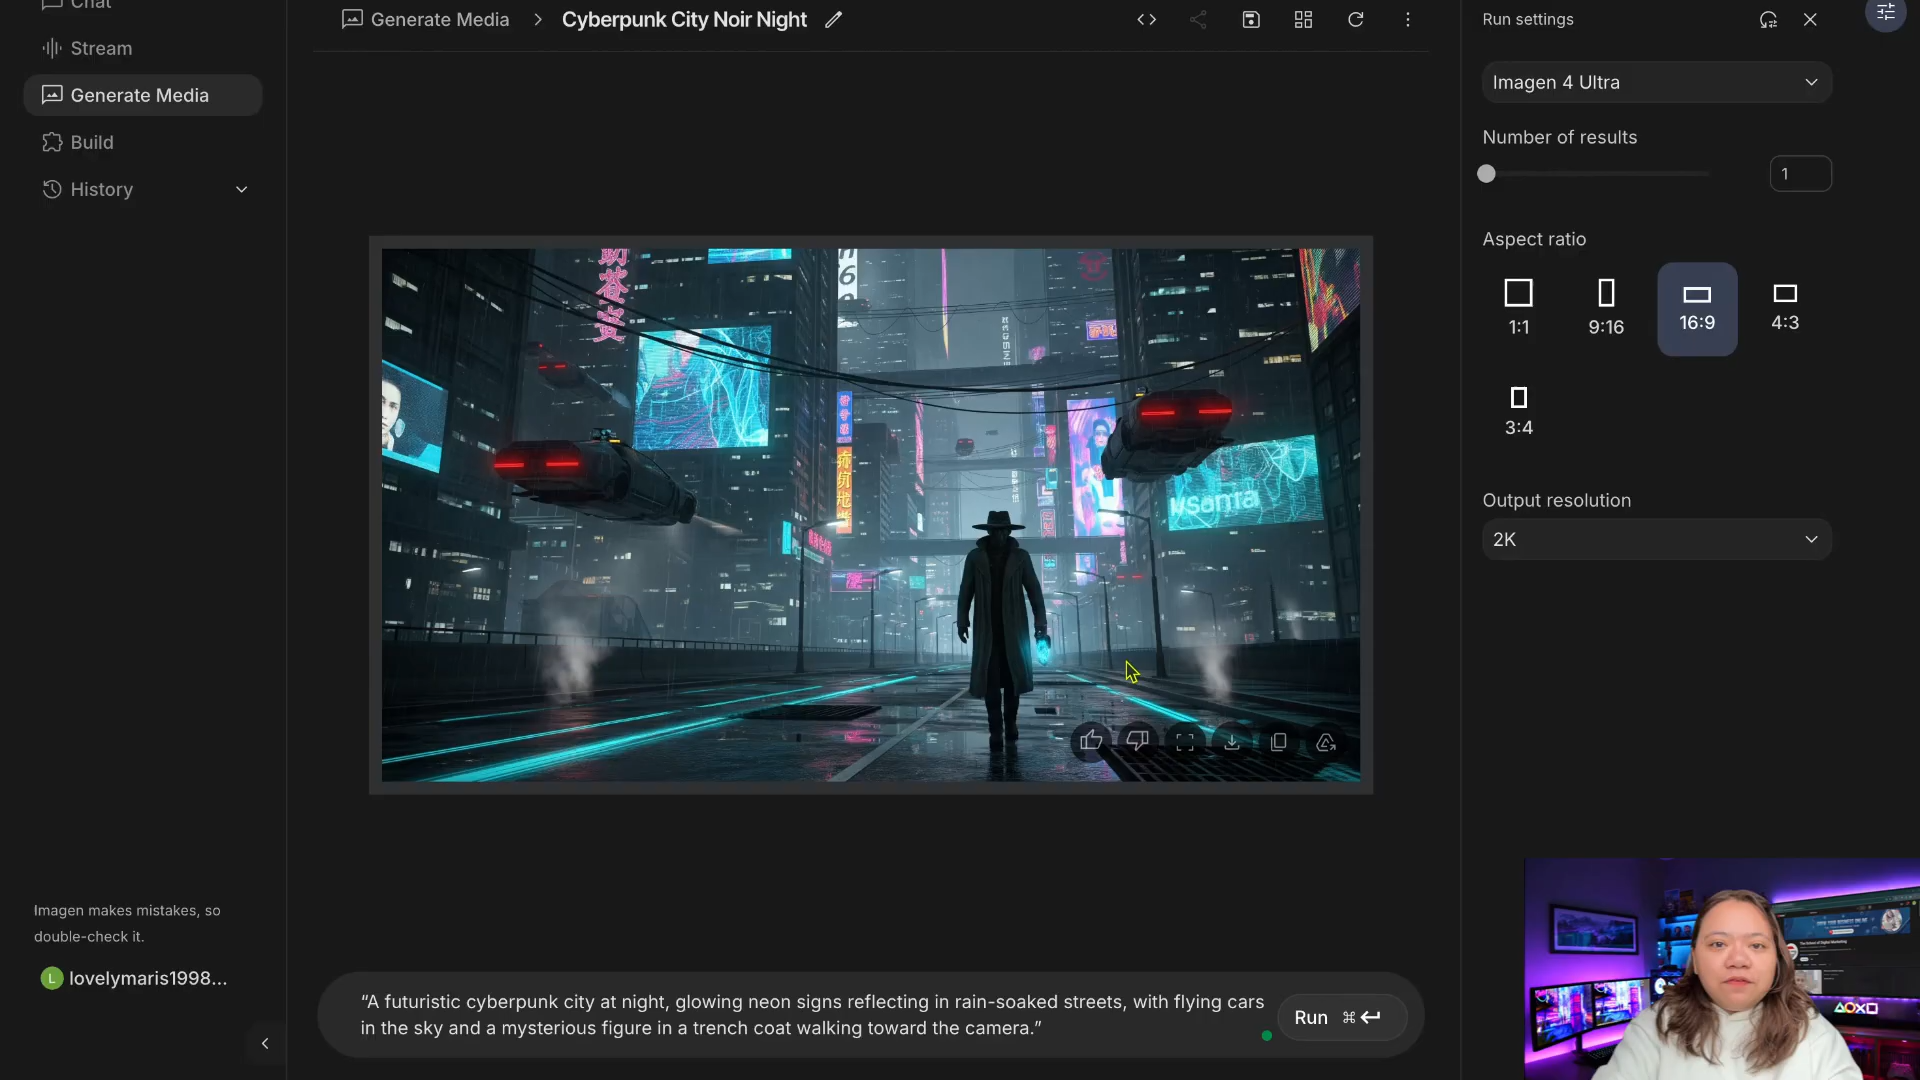 Chat
Stream
Generate Media
Build
History
Imagen makes mistakes, so
double-check it.
L
lovelymaris1998...
Generate Media > Cyberpunk City Noir Night
#santa
“A futuristic cyberpunk city at night, glowing neon signs reflecting in rain-soaked streets, with flying cars
in the sky and a mysterious figure in a trench coat walking toward the camera.”
Run ⌘
Run settings
Imagen 4 Ultra
Number of results
1
Aspect ratio
1:1
9:16
16:9
4:3
3:4
Output resolution
2K